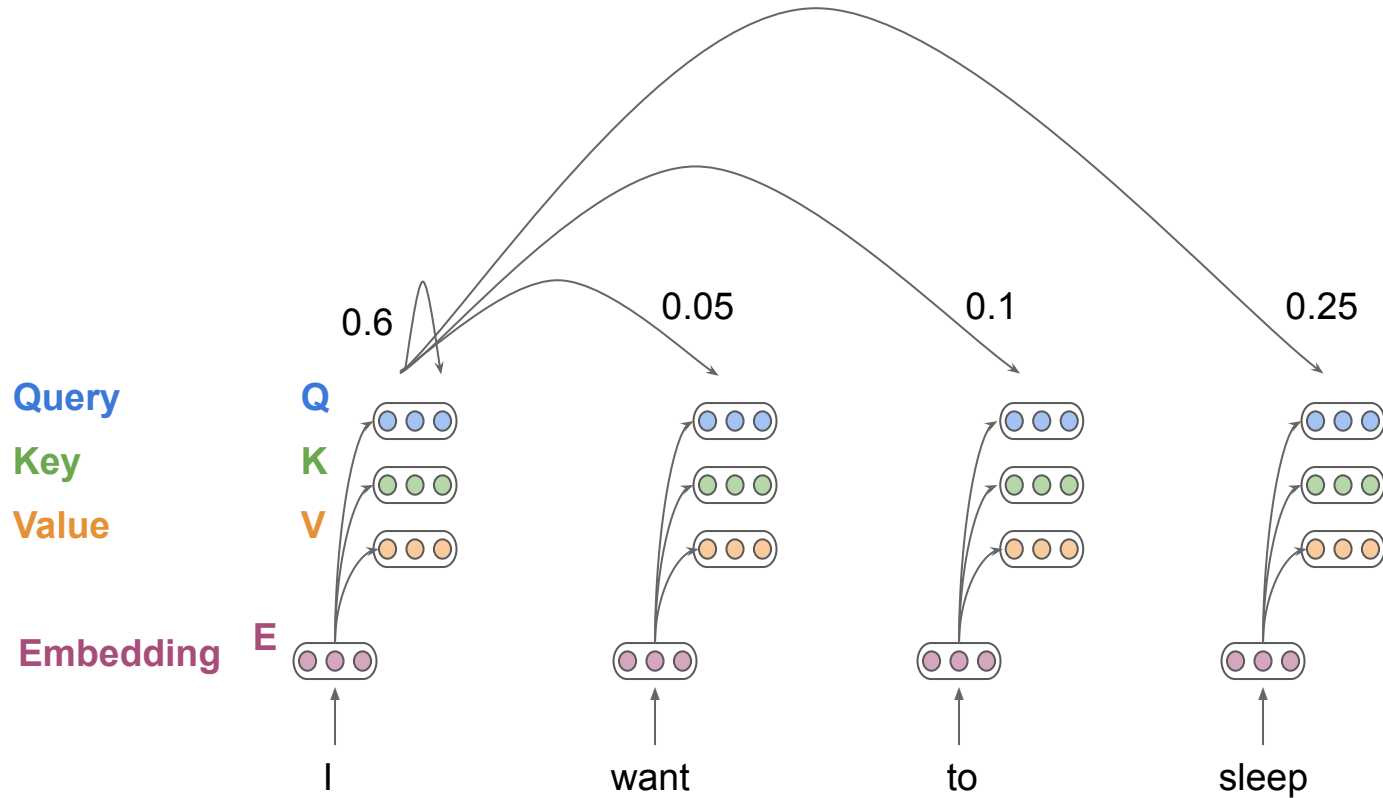 0.6 0.05 0.1 0.25
Query Q
Key K
Value V
Embedding E
I want to sleep